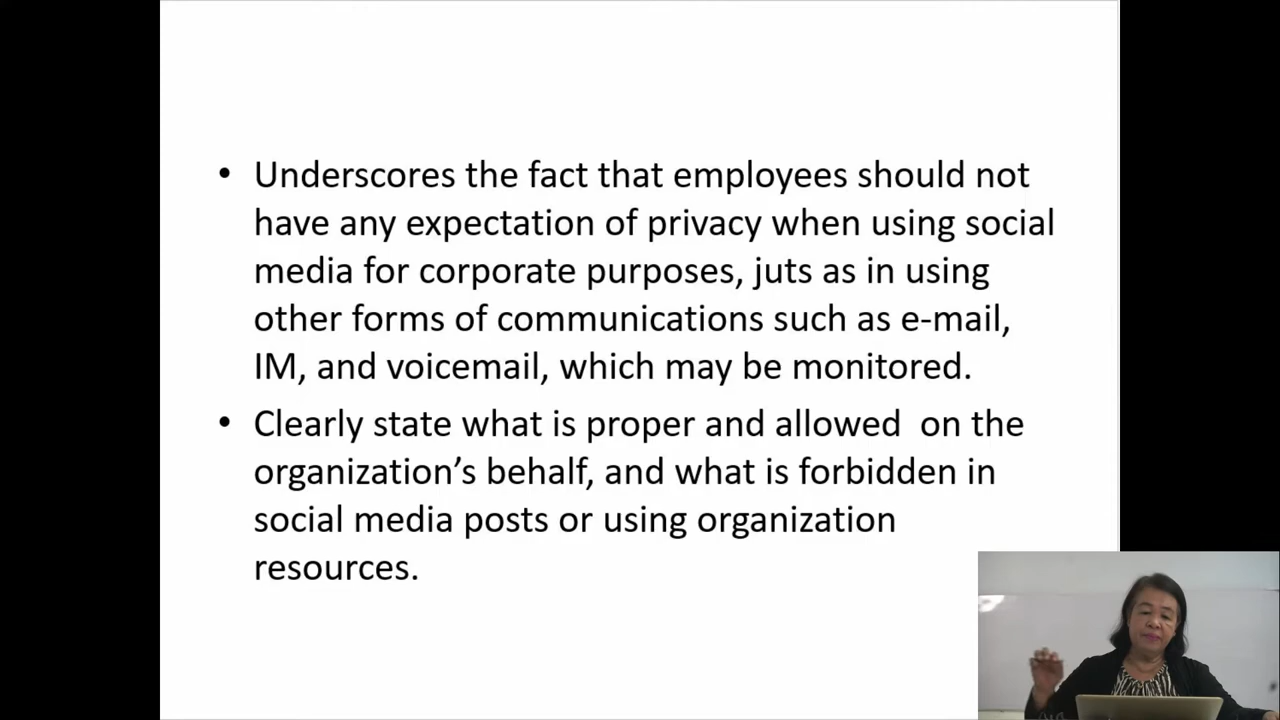 • Underscores the fact that employees should not
have any expectation of privacy when using social
media for corporate purposes, juts as in using
other forms of communications such as e-mail,
IM, and voicemail, which may be monitored.
• Clearly state what is proper and allowed  on the
organization’s behalf, and what is forbidden in
social media posts or using organization
resources.